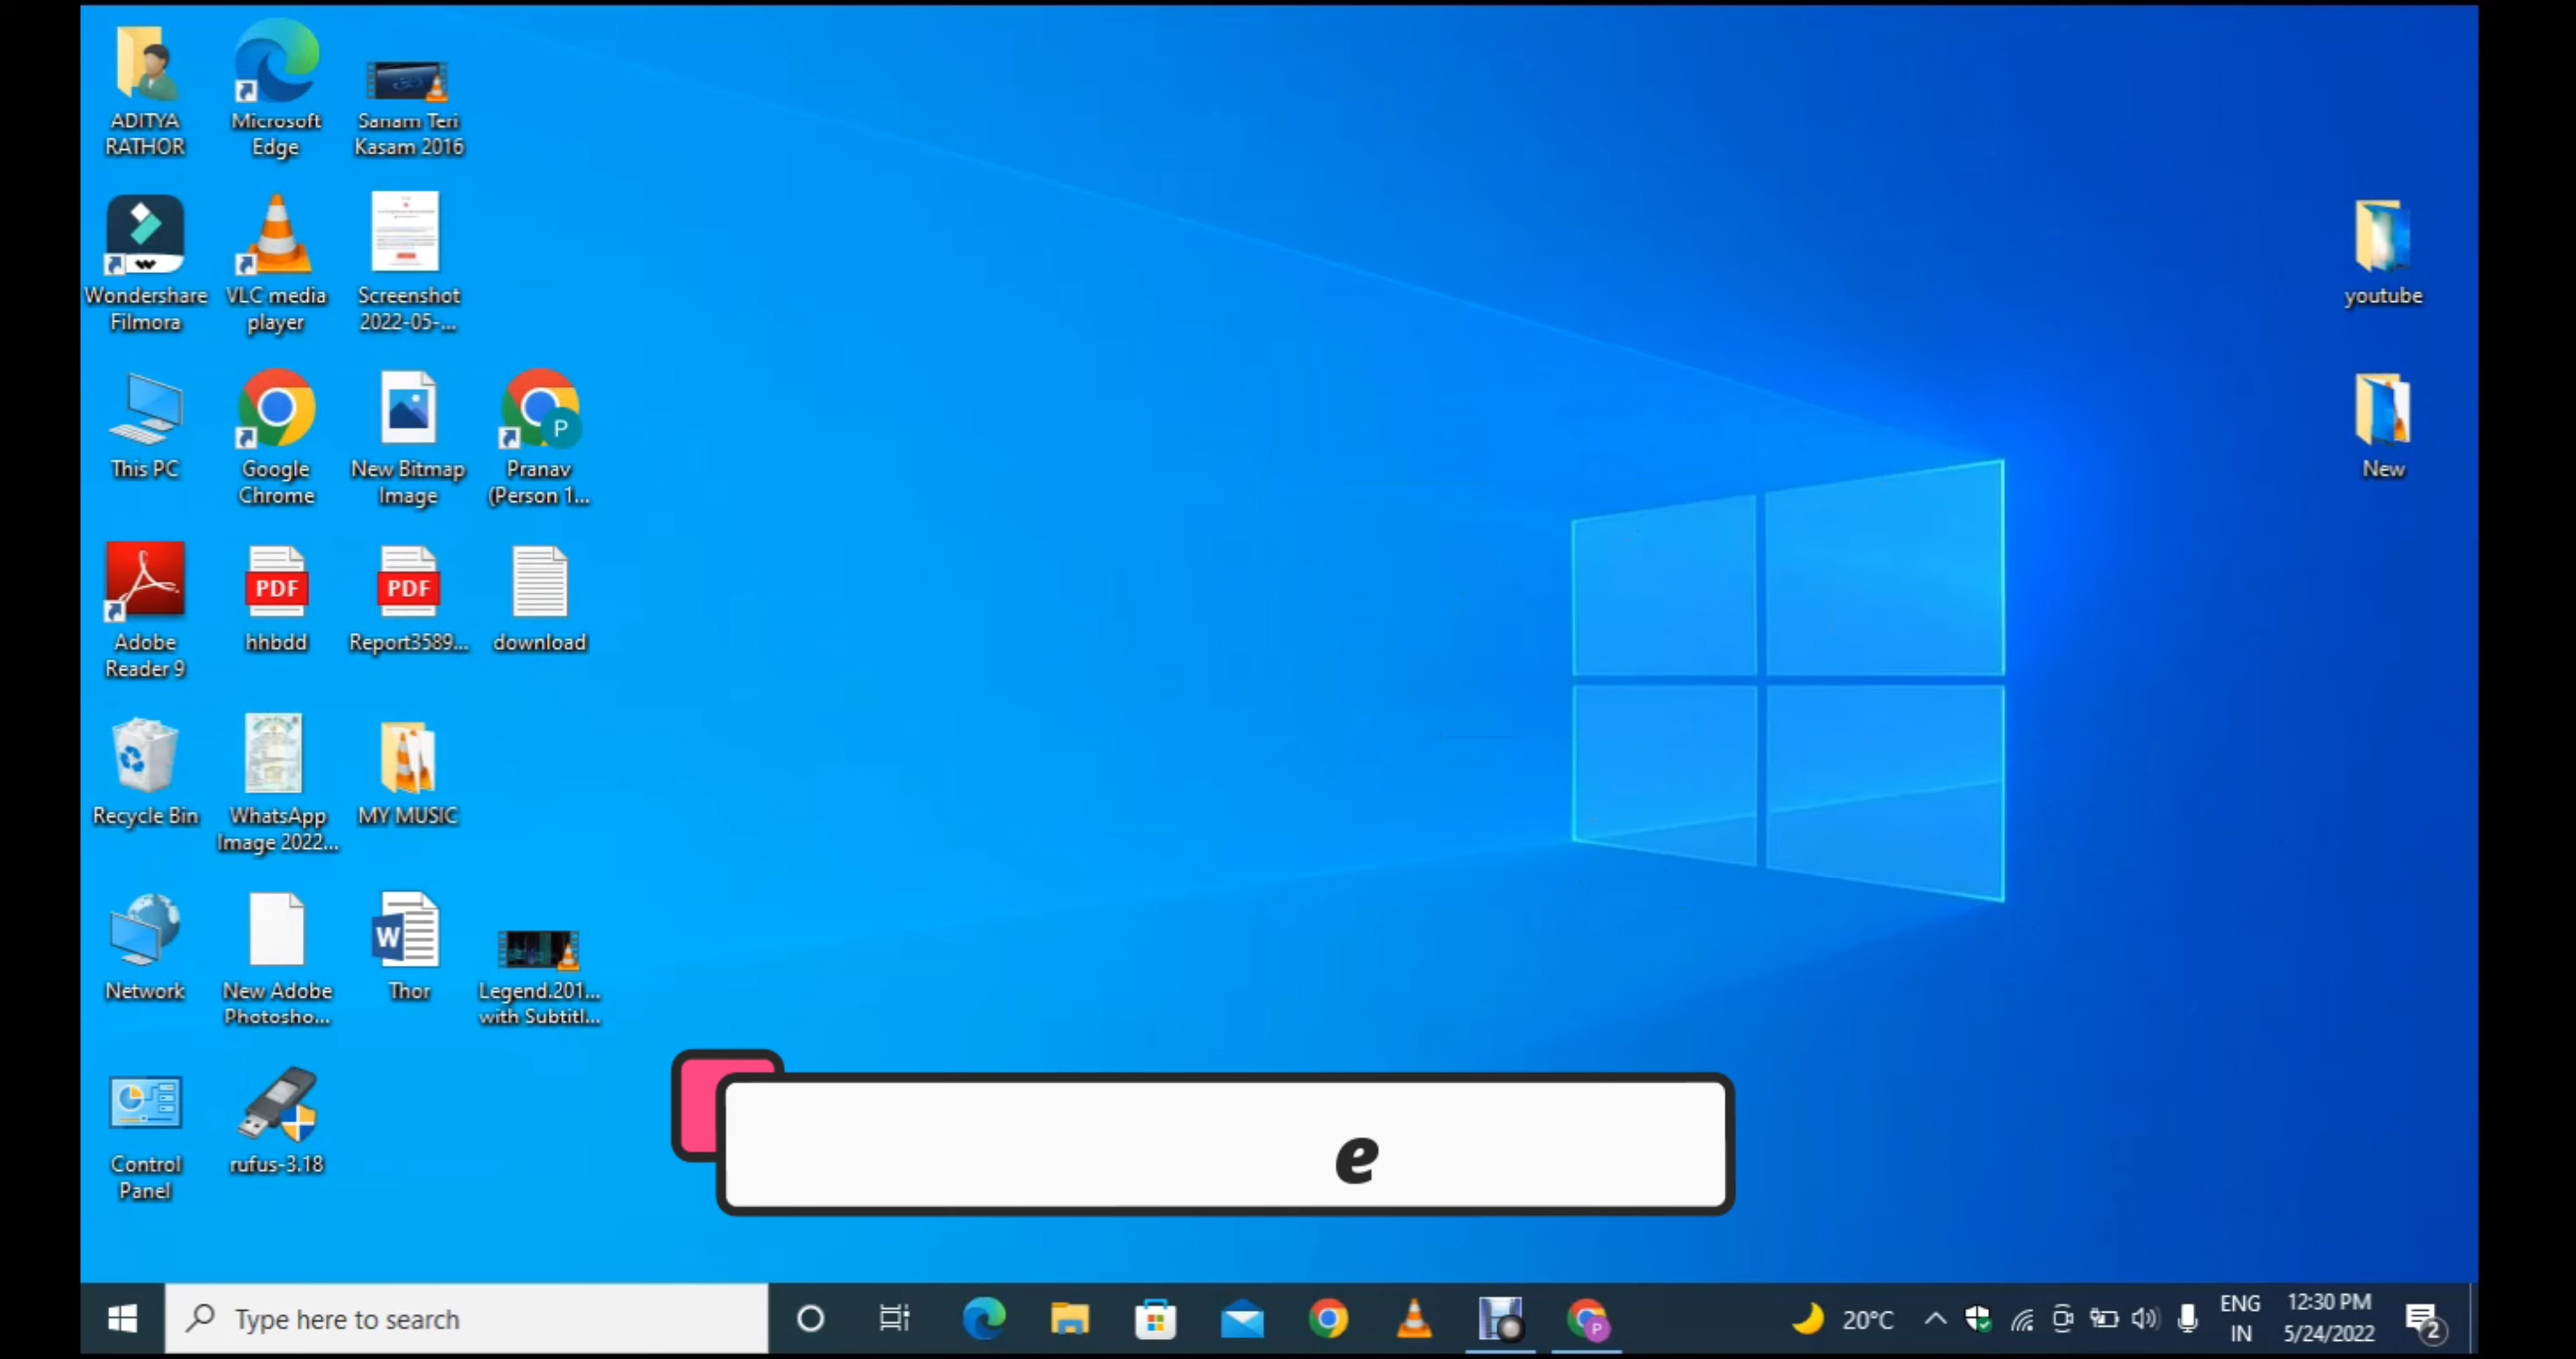 ADITYA
RATHOR
Microsoft
Edge
Sanam Teri
Kasam 2016
Wondershare
Filmora
VLC media
player
Screenshot
2022-05-...
youtube
This PC
Google
Chrome
New Bitmap
Image
P
Pranav
(Person 1...
New
Adobe
Reader 9
PDF
hhbdd
PDF
Report3589...
download
Recycle Bin
WhatsApp
Image 2022...
MY MUSIC
Network
New Adobe
Photosho...
W
Thor
Legend.201...
with Subtitl...
Control
Panel
rufus-3.18
e
Type here to search
P
20°C
ENG
IN
12:30 PM
5/24/2022
2